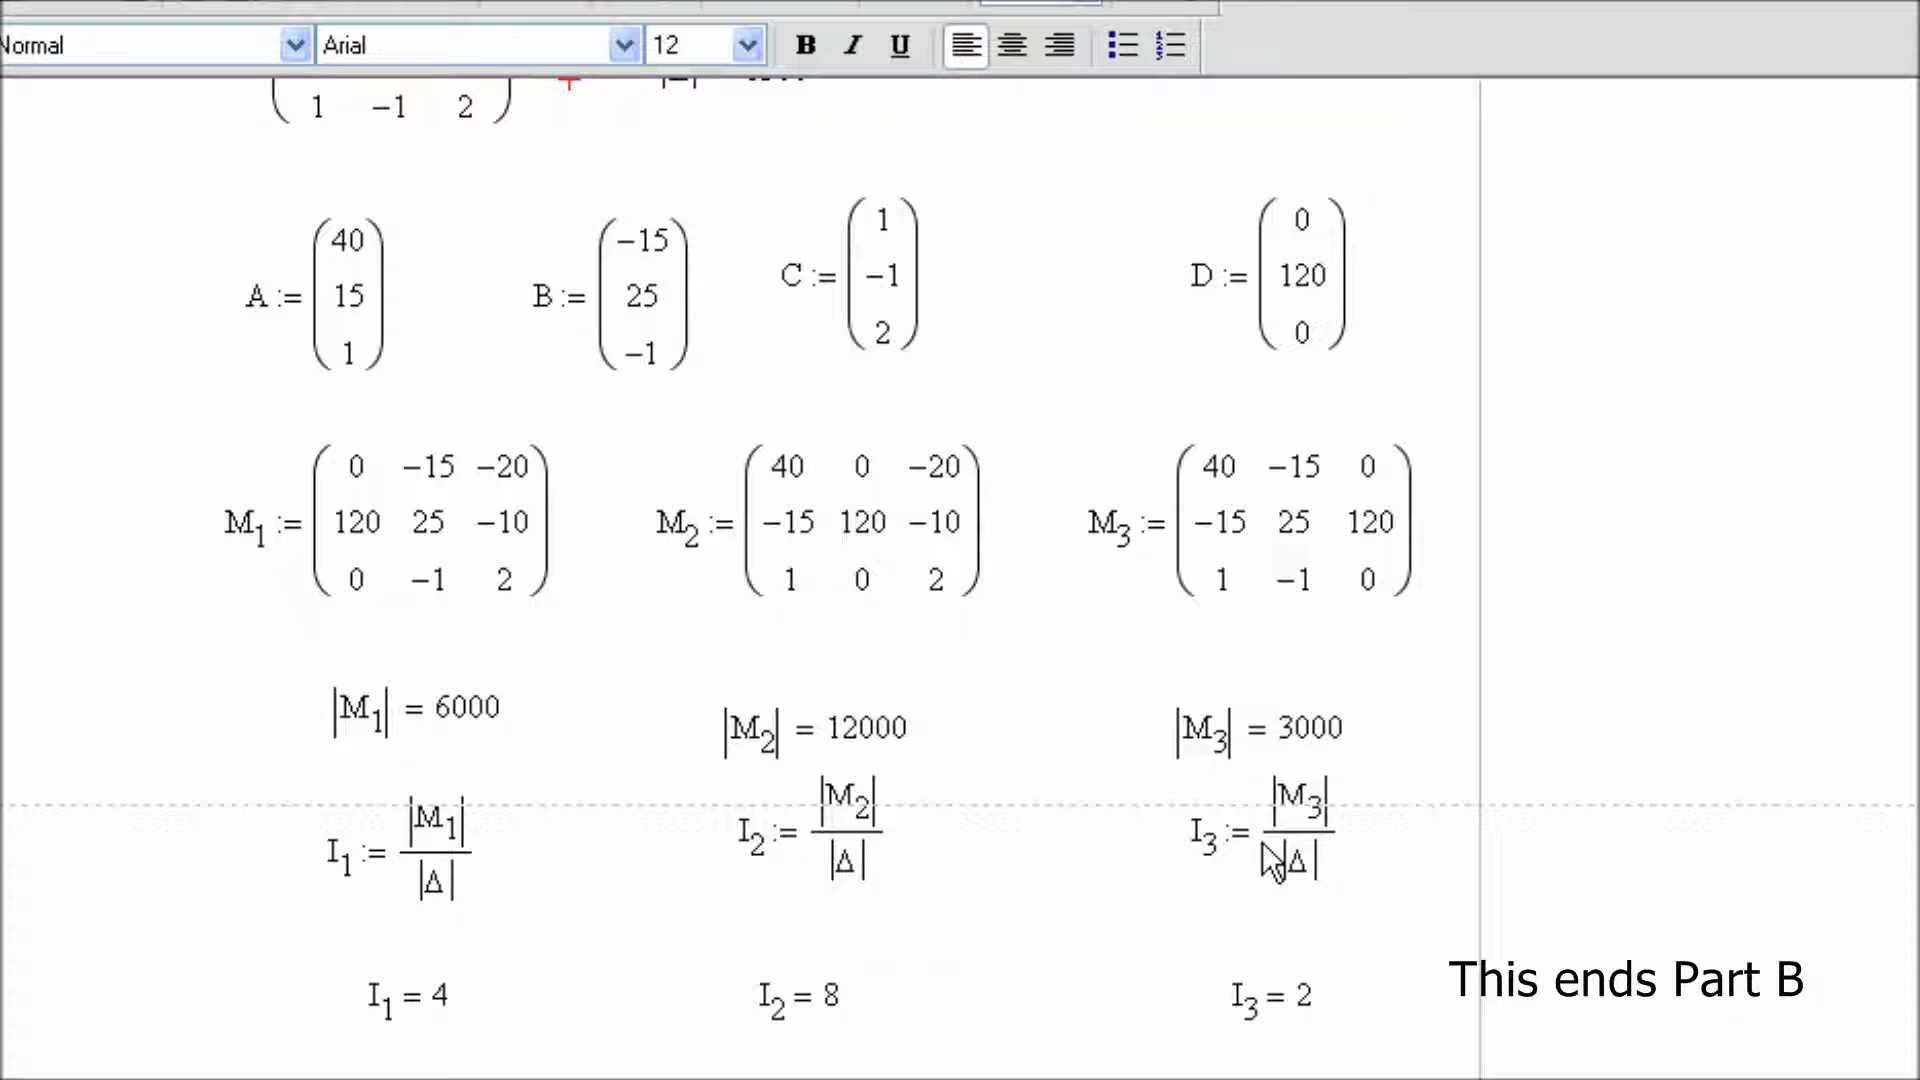 Normal Arial 12 B I U
1 −1 2
A := (40 15 1) B := (−15 25 −1) C := (1 −1 2) D := (0 120 0)
M1 := (0 −15 −20
120 25 −10
0 −1 2)
M2 := (40 0 −20
−15 120 −10
1 0 2)
M3 := (40 −15 0
−15 25 120
1 −1 0)
|M1| = 6000 |M2| = 12000 |M3| = 3000
I1 := |M1| / |Δ| I2 := |M2| / |Δ| I3 := |M3| / |Δ|
I1 = 4 I2 = 8 I3 = 2
This ends Part B